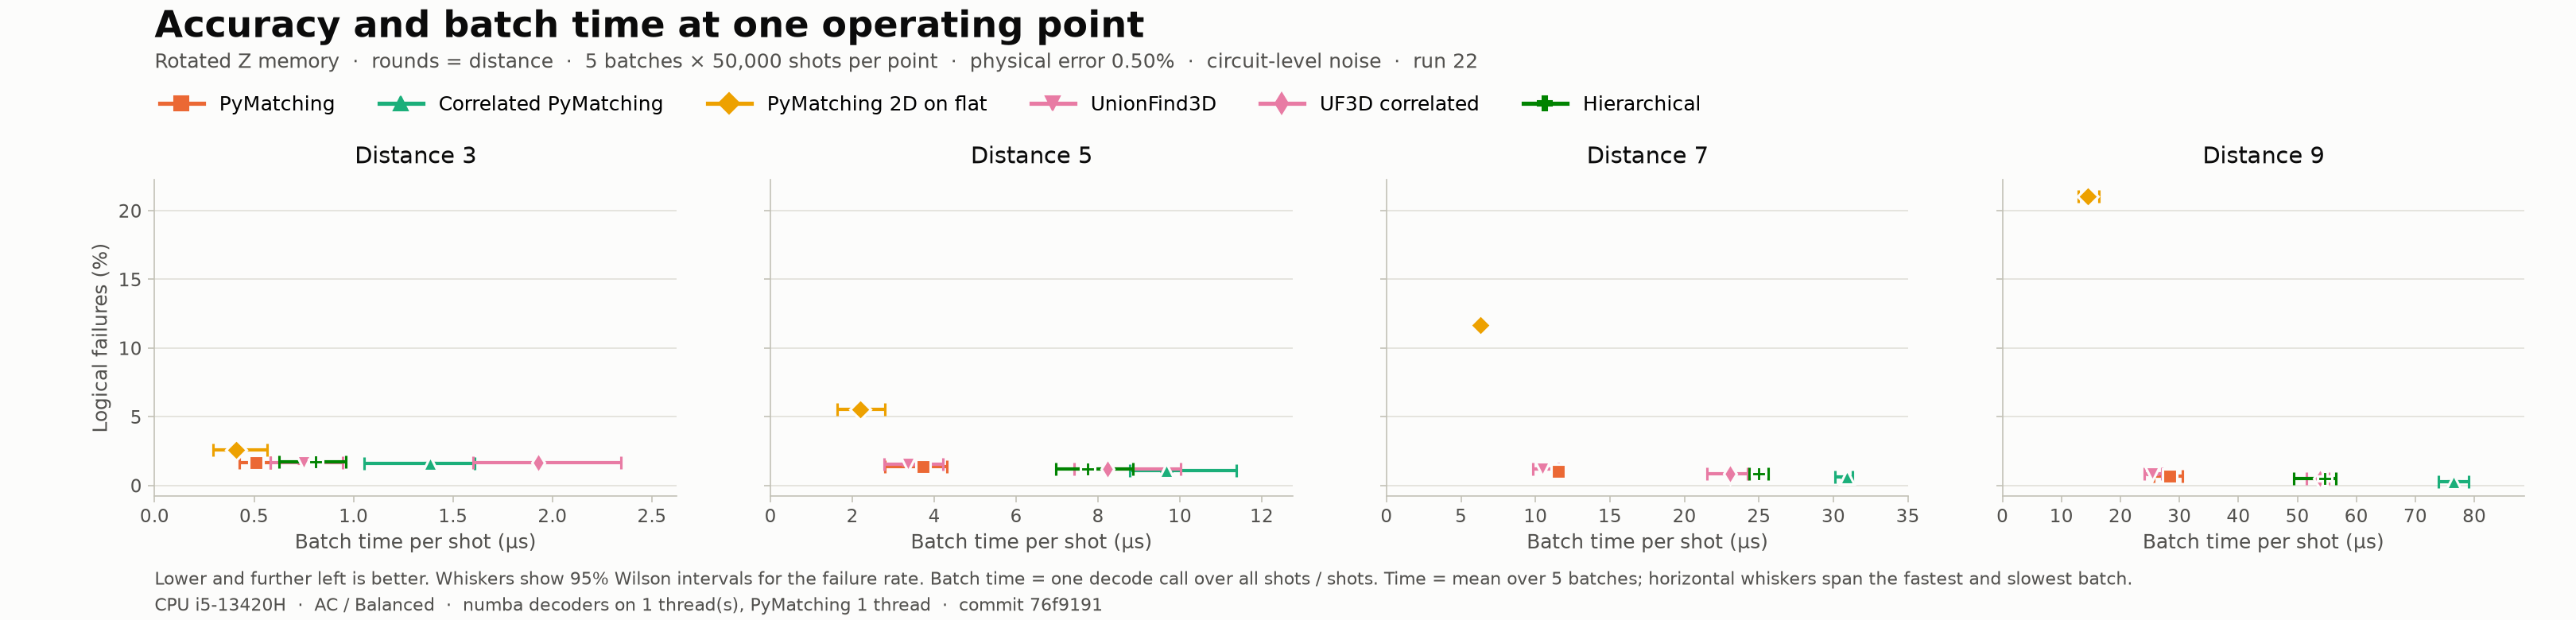 Accuracy and batch time at one operating point
Rotated Z memory · rounds = distance · 5 batches × 50,000 shots per point · physical error 0.50% · circuit-level noise · run 22
PyMatching Correlated PyMatching PyMatching 2D on flat UnionFind3D UF3D correlated Hierarchical
Distance 3 Distance 5 Distance 7 Distance 9
Logical failures (%)
20
15
10
5
0
0.0 0.5 1.0 1.5 2.0 2.5
0 2 4 6 8 10 12
0 5 10 15 20 25 30 35
0 10 20 30 40 50 60 70 80
Batch time per shot (µs) Batch time per shot (µs) Batch time per shot (µs) Batch time per shot (µs)
Lower and further left is better. Whiskers show 95% Wilson intervals for the failure rate. Batch time = one decode call over all shots / shots. Time = mean over 5 batches; horizontal whiskers span the fastest and slowest batch.
CPU i5-13420H · AC / Balanced · numba decoders on 1 thread(s), PyMatching 1 thread · commit 76f9191